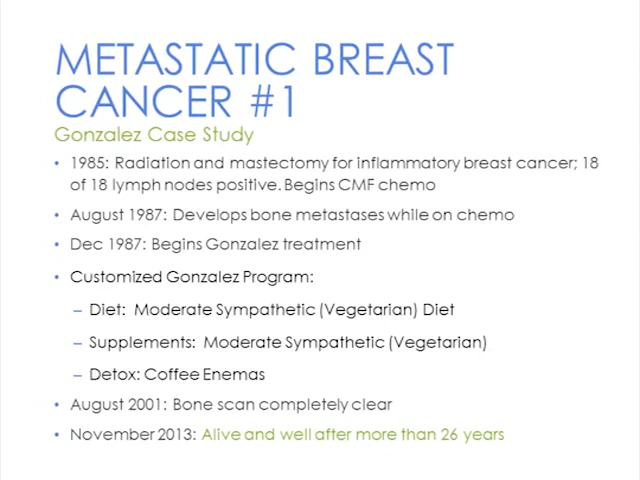 METASTATIC BREAST
CANCER #1
Gonzalez Case Study
• 1985: Radiation and mastectomy for inflammatory breast cancer; 18
of 18 lymph nodes positive. Begins CMF chemo
• August 1987: Develops bone metastases while on chemo
• Dec 1987: Begins Gonzalez treatment
• Customized Gonzalez Program:
– Diet: Moderate Sympathetic (Vegetarian) Diet
– Supplements: Moderate Sympathetic (Vegetarian)
– Detox: Coffee Enemas
• August 2001: Bone scan completely clear
• November 2013: Alive and well after more than 26 years